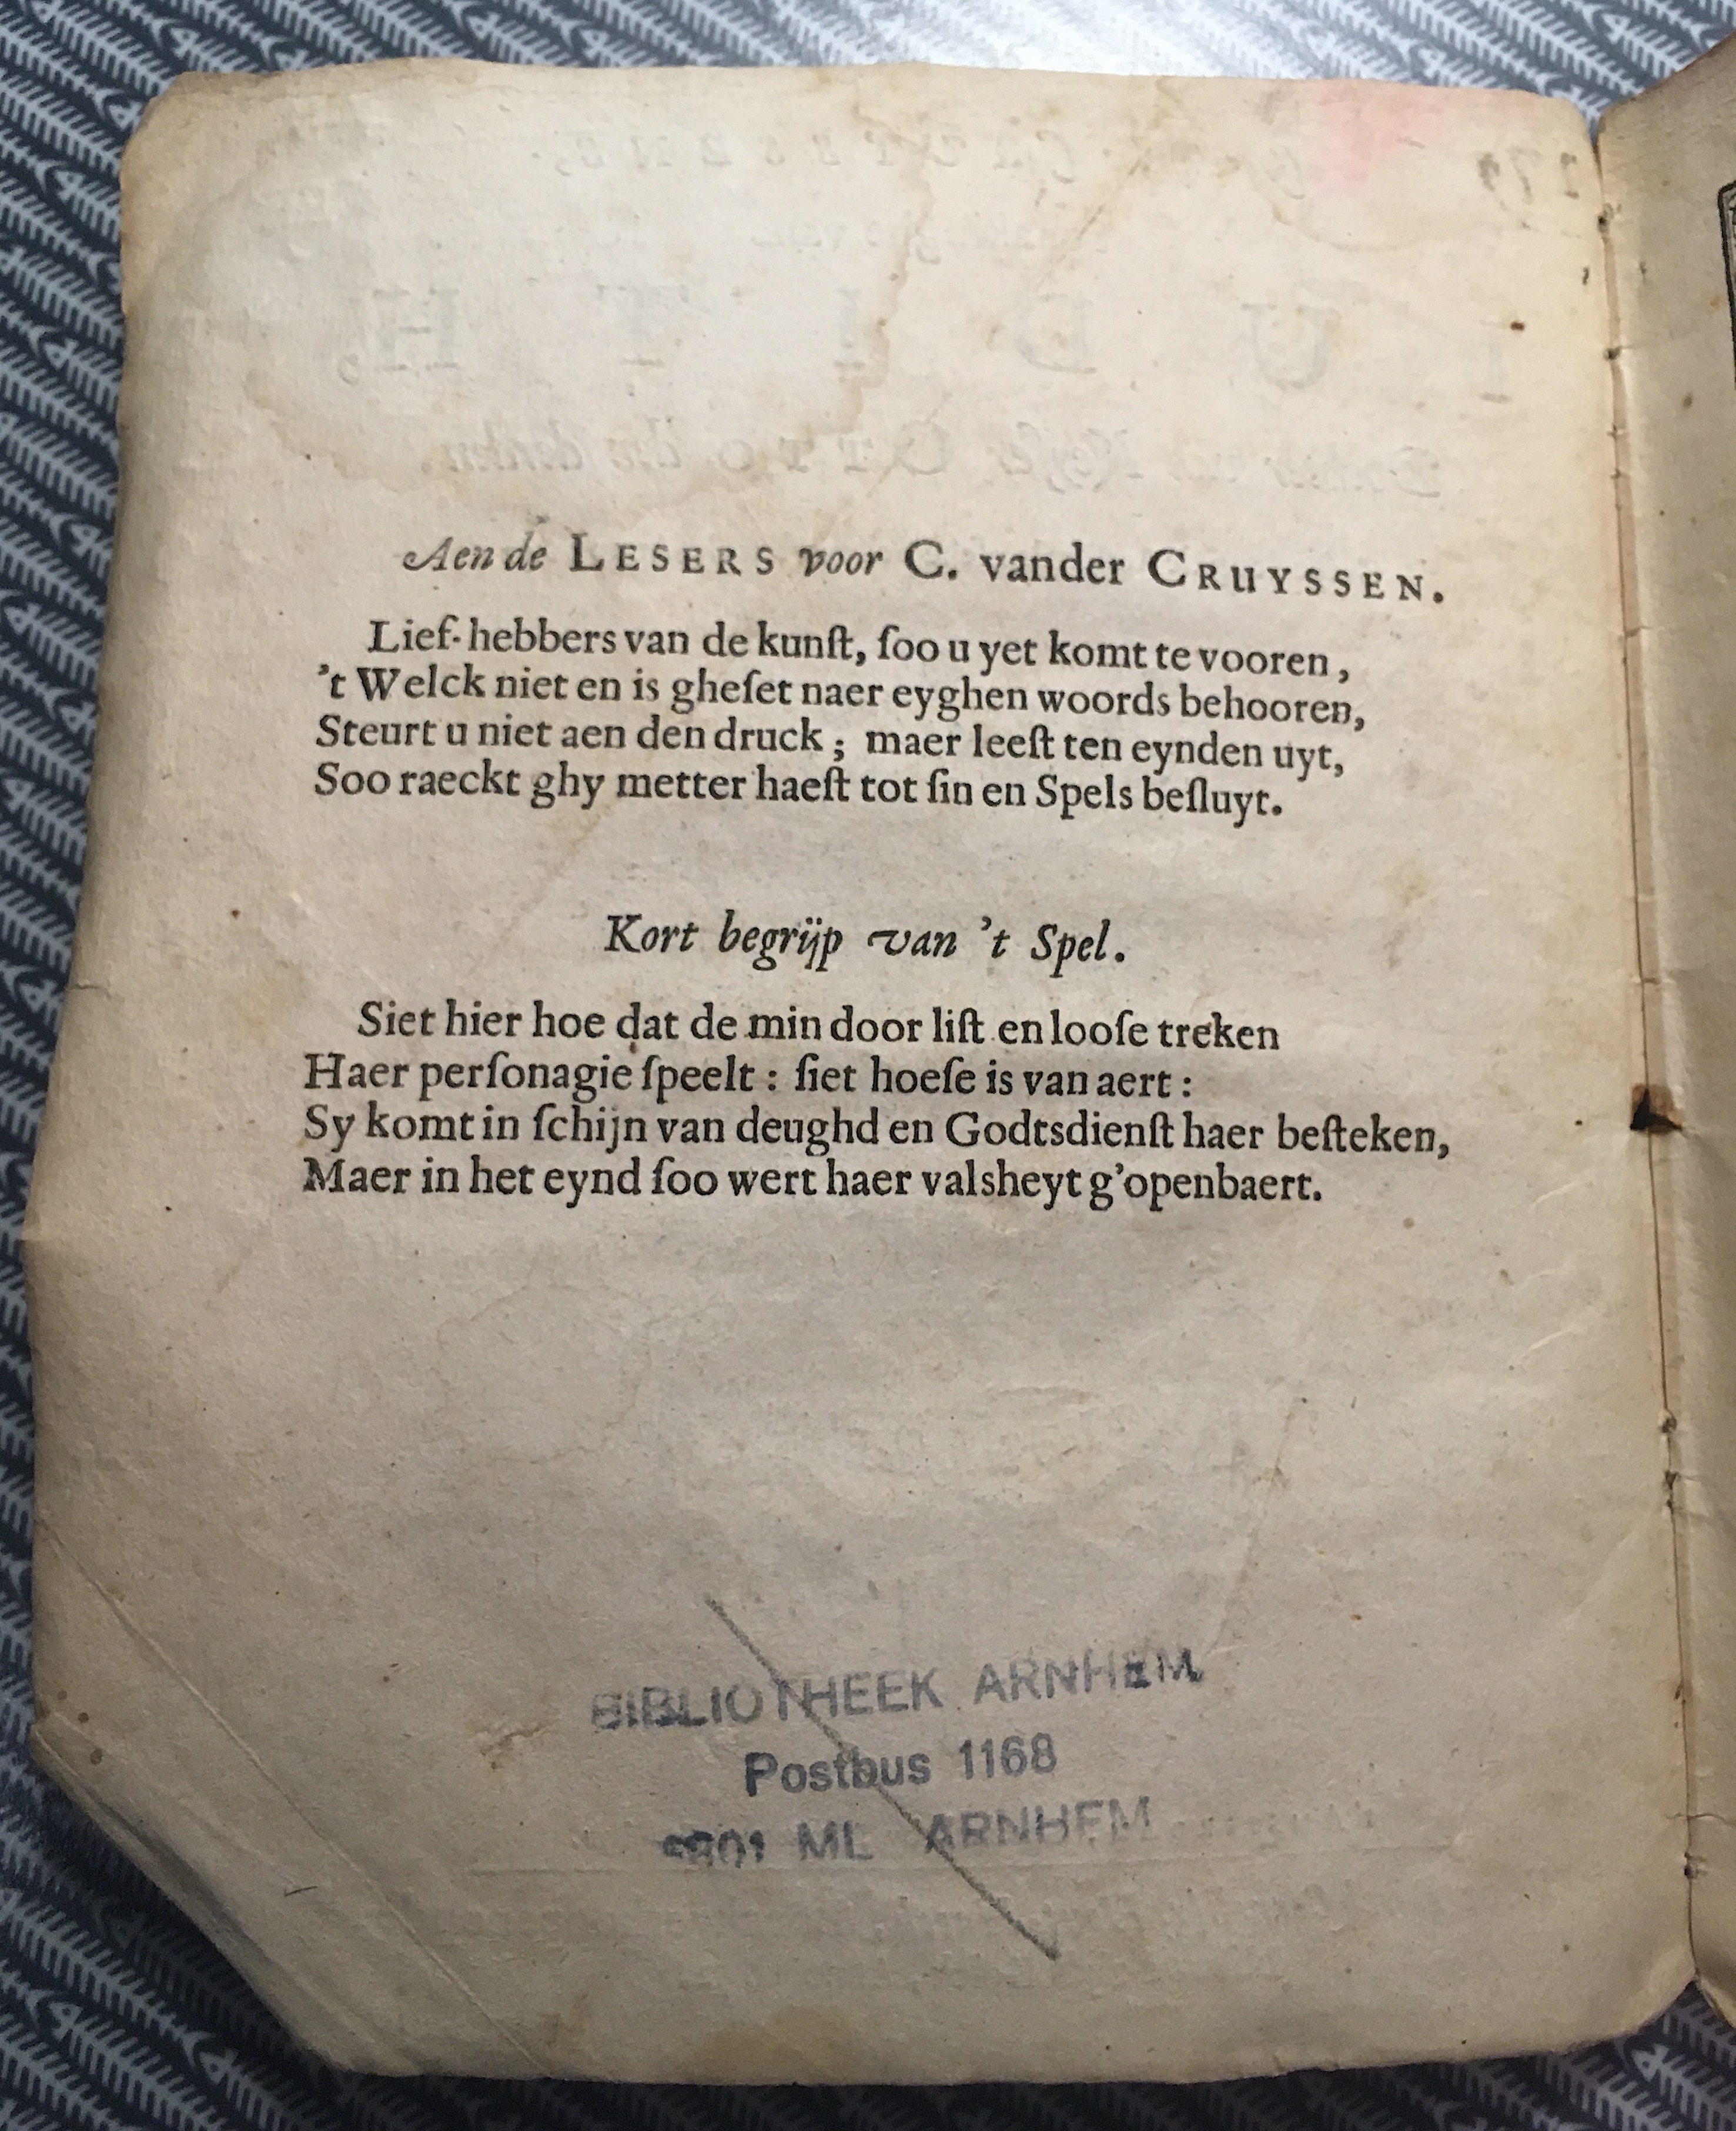 Aen de LESERS voor C. vander CRUYSSEN.
Lief-hebbers van de kunſt, ſoo u yet komt te vooren,
't Welck niet en is gheſet naer eyghen woords behooren,
Steurt u niet aen den druck; maer leeſt ten eynden uyt,
Soo raeckt ghy metter haeſt tot ſin en Spels beſluyt.
Kort begrijp van 't Spel.
Siet hier hoe dat de min door liſt en looſe treken
Haer perſonagie ſpeelt: ſiet hoeſe is van aert:
Sy komt in ſchijn van deughd en Godtsdienſt haer beſteken,
Maer in het eynd ſoo wert haer valsheyt g'openbaert.
BIBLIOTHEEK ARNHEM
Postbus 1168
6801 ML ARNHEM